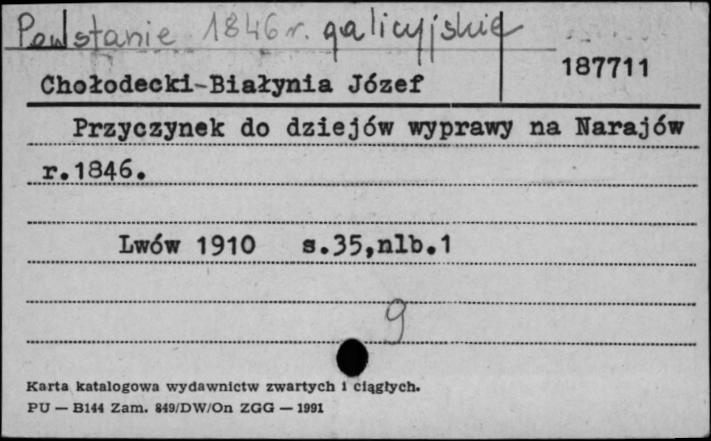 Powstanie 1846 r. galicyjskie
187711
Chołodecki-Białynia Józef
Przyczynek do dziejów wyprawy na Narajów
r.1846.
Lwów 1910 s.35,nlb.1
9
Karta katalogowa wydawnictw zwartych i ciągłych.
PU — B144 Zam. 849/DW/On ZGG — 1991